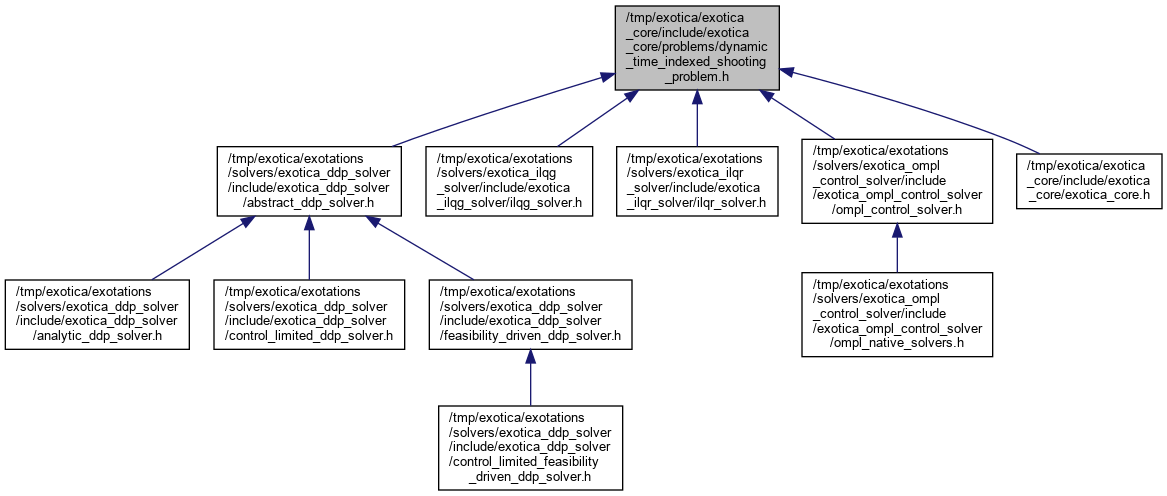 /tmp/exotica/exotica
_core/include/exotica
_core/problems/dynamic
_time_indexed_shooting
_problem.h
/tmp/exotica/exotations
/solvers/exotica_ddp_solver
/include/exotica_ddp_solver
/abstract_ddp_solver.h
/tmp/exotica/exotations
/solvers/exotica_ilqg
_solver/include/exotica
_ilqg_solver/ilqg_solver.h
/tmp/exotica/exotations
/solvers/exotica_ilqr
_solver/include/exotica
_ilqr_solver/ilqr_solver.h
/tmp/exotica/exotations
/solvers/exotica_ompl
_control_solver/include
/exotica_ompl_control_solver
/ompl_control_solver.h
/tmp/exotica/exotica
_core/include/exotica
_core/exotica_core.h
/tmp/exotica/exotations
/solvers/exotica_ddp_solver
/include/exotica_ddp_solver
/analytic_ddp_solver.h
/tmp/exotica/exotations
/solvers/exotica_ddp_solver
/include/exotica_ddp_solver
/control_limited_ddp_solver.h
/tmp/exotica/exotations
/solvers/exotica_ddp_solver
/include/exotica_ddp_solver
/feasibility_driven_ddp_solver.h
/tmp/exotica/exotations
/solvers/exotica_ompl
_control_solver/include
/exotica_ompl_control_solver
/ompl_native_solvers.h
/tmp/exotica/exotations
/solvers/exotica_ddp_solver
/include/exotica_ddp_solver
/control_limited_feasibility
_driven_ddp_solver.h